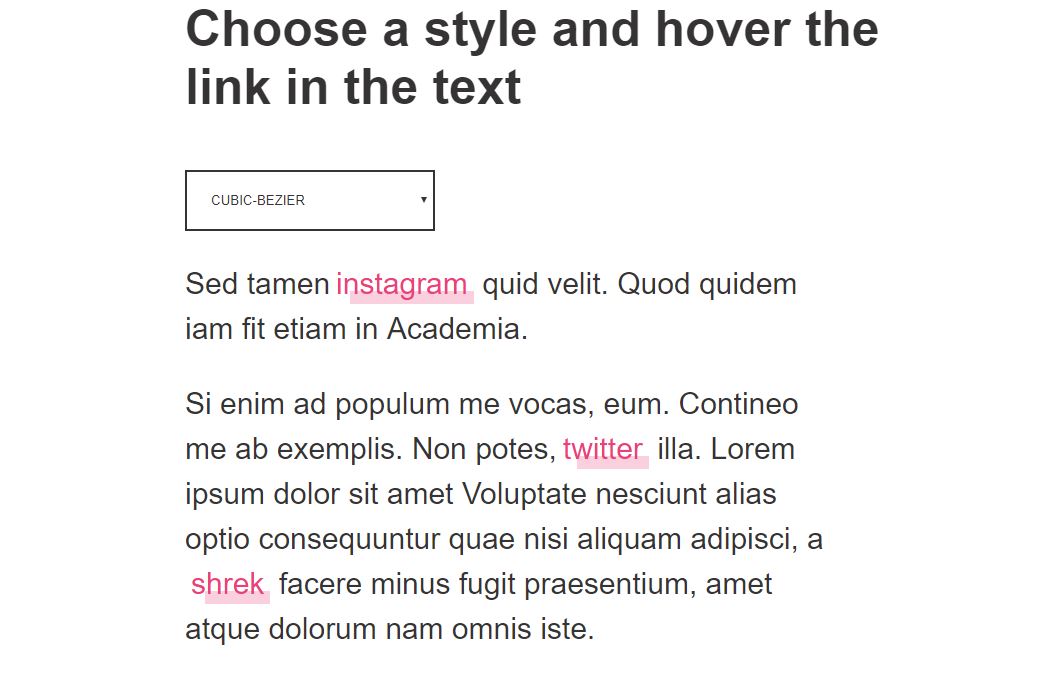 Choose a style and hover the
link in the text
CUBIC-BEZIER
Sed tamen instagram quid velit. Quod quidem
iam fit etiam in Academia.
Si enim ad populum me vocas, eum. Contineo
me ab exemplis. Non potes, twitter illa. Lorem
ipsum dolor sit amet Voluptate nesciunt alias
optio consequuntur quae nisi aliquam adipisci, a
shrek facere minus fugit praesentium, amet
atque dolorum nam omnis iste.